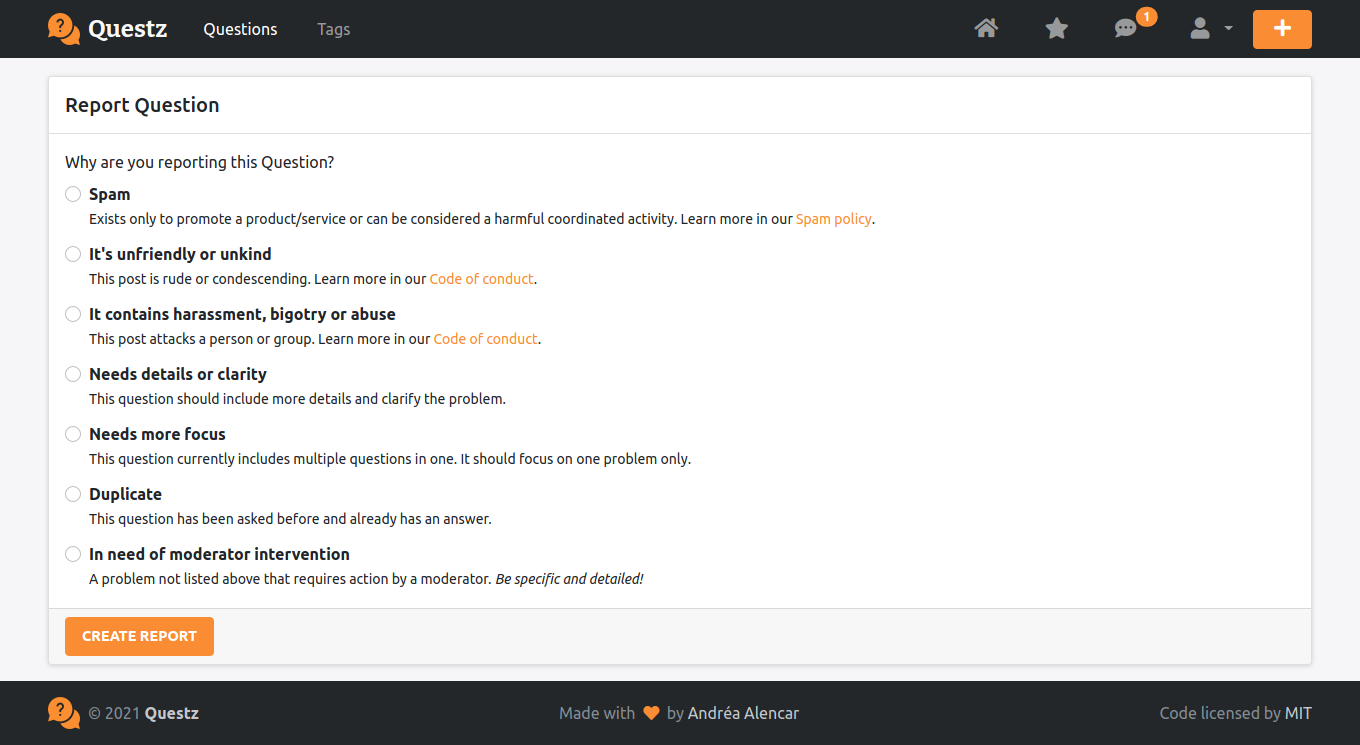 ? Questz Questions Tags 1 +
Report Question
Why are you reporting this Question?
Spam
Exists only to promote a product/service or can be considered a harmful coordinated activity. Learn more in our Spam policy.
It's unfriendly or unkind
This post is rude or condescending. Learn more in our Code of conduct.
It contains harassment, bigotry or abuse
This post attacks a person or group. Learn more in our Code of conduct.
Needs details or clarity
This question should include more details and clarify the problem.
Needs more focus
This question currently includes multiple questions in one. It should focus on one problem only.
Duplicate
This question has been asked before and already has an answer.
In need of moderator intervention
A problem not listed above that requires action by a moderator. Be specific and detailed!
CREATE REPORT
? © 2021 Questz Made with by Andréa Alencar Code licensed by MIT